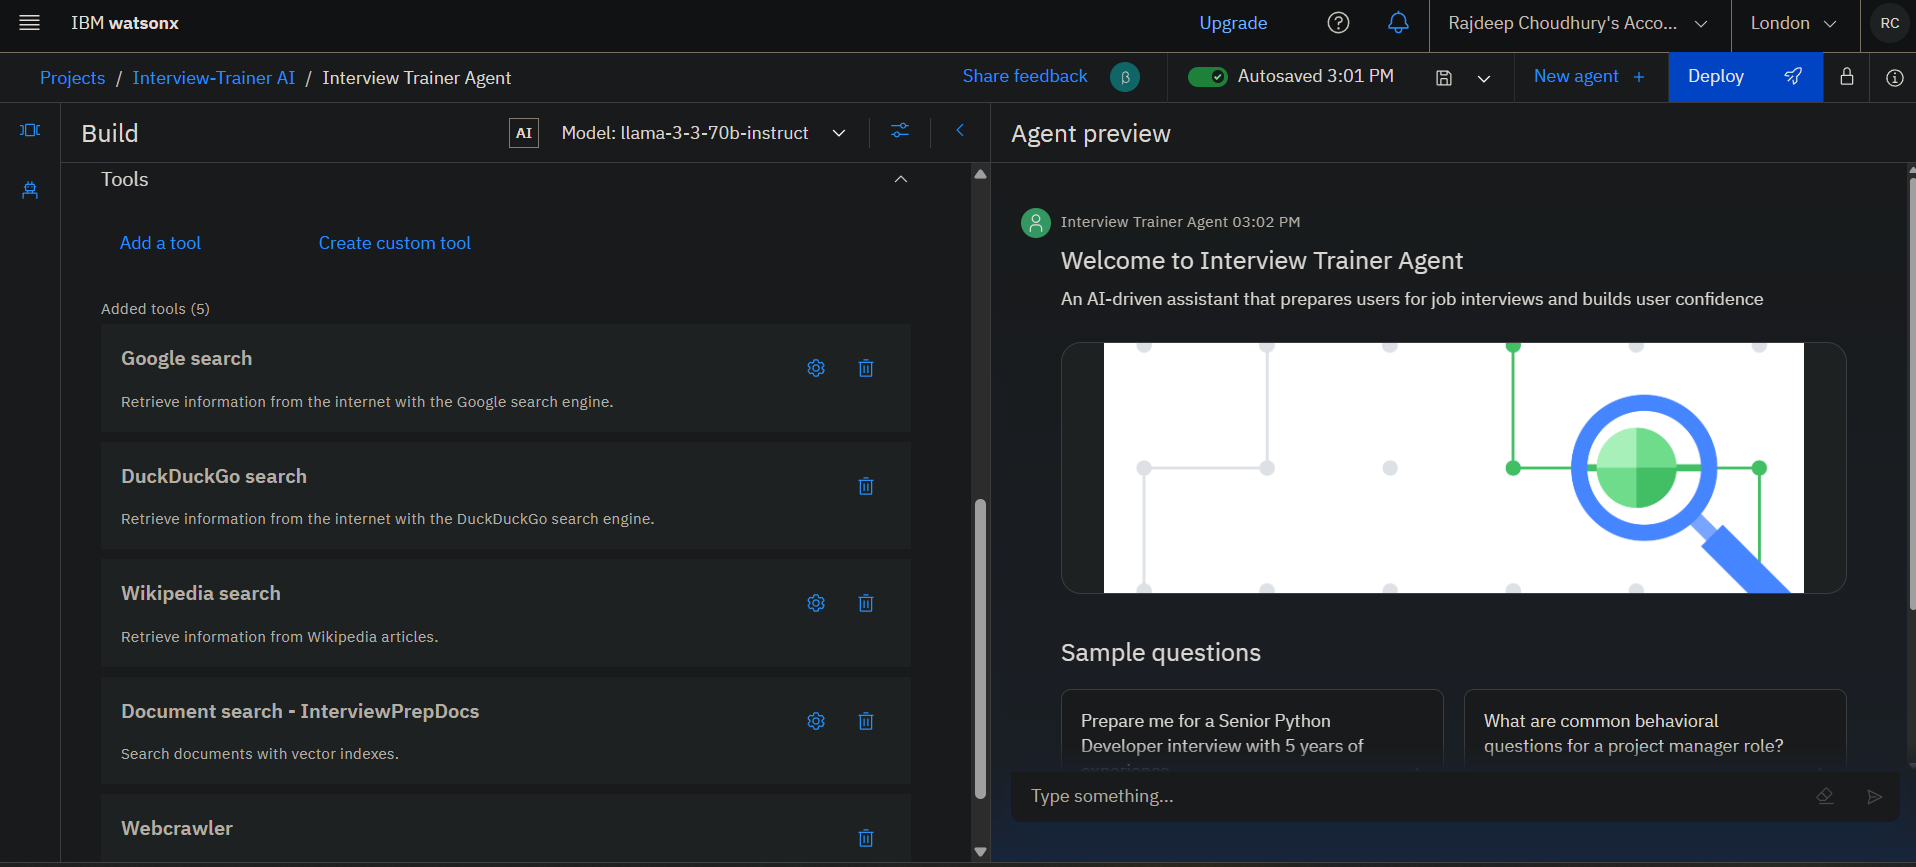 IBM watsonx
Upgrade
Rajdeep Choudhury's Acco...
London
RC
Projects / Interview-Trainer AI / Interview Trainer Agent
Share feedback
β
Autosaved 3:01 PM
New agent +
Deploy
Build
AI
Model: llama-3-3-70b-instruct
Tools
Add a tool
Create custom tool
Added tools (5)
Google search
Retrieve information from the internet with the Google search engine.
DuckDuckGo search
Retrieve information from the internet with the DuckDuckGo search engine.
Wikipedia search
Retrieve information from Wikipedia articles.
Document search - InterviewPrepDocs
Search documents with vector indexes.
Webcrawler
Agent preview
Interview Trainer Agent 03:02 PM
Welcome to Interview Trainer Agent
An AI-driven assistant that prepares users for job interviews and builds user confidence
Sample questions
Prepare me for a Senior Python
Developer interview with 5 years of
experience
What are common behavioral
questions for a project manager role?
Type something...